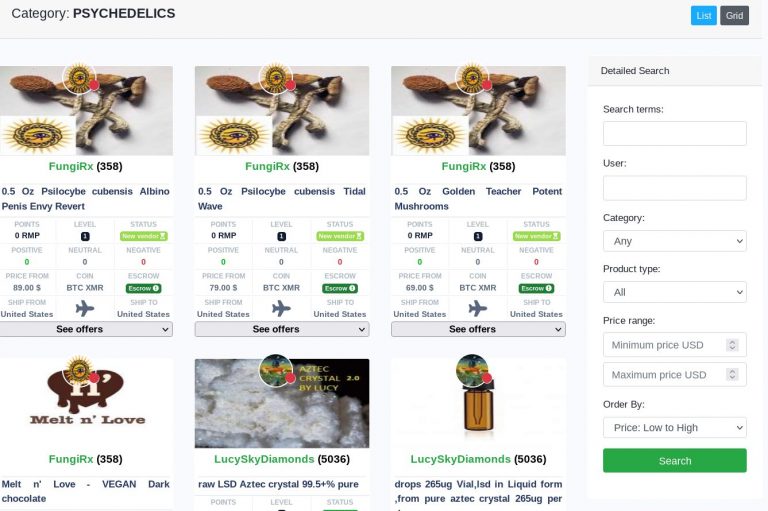 Category: PSYCHEDELICS
List
Grid
FungiRx (358)
0.5 Oz Psilocybe cubensis Albino
Penis Envy Revert
POINTS LEVEL STATUS
0 RMP 1 New vendor
POSITIVE NEUTRAL NEGATIVE
0 0 0
PRICE FROM COIN ESCROW
89.00 $ BTC XMR Escrow
SHIP FROM SHIP TO
United States United States
See offers
FungiRx (358)
0.5 Oz Psilocybe cubensis Tidal
Wave
POINTS LEVEL STATUS
0 RMP 1 New vendor
POSITIVE NEUTRAL NEGATIVE
0 0 0
PRICE FROM COIN ESCROW
79.00 $ BTC XMR Escrow
SHIP FROM SHIP TO
United States United States
See offers
FungiRx (358)
0.5 Oz Golden Teacher Potent
Mushrooms
POINTS LEVEL STATUS
0 RMP 1 New vendor
POSITIVE NEUTRAL NEGATIVE
0 0 0
PRICE FROM COIN ESCROW
69.00 $ BTC XMR Escrow
SHIP FROM SHIP TO
United States United States
See offers
Melt n' Love
FungiRx (358)
Melt n' Love - VEGAN Dark
chocolate
AZTEC
CRYSTAL 2.0
BY LUCY
LucySkyDiamonds (5036)
raw LSD Aztec crystal 99.5+% pure
POINTS LEVEL STATUS
LucySkyDiamonds (5036)
drops 265ug Vial,lsd in Liquid form
,from pure aztec crystal 265ug per
Detailed Search
Search terms:
User:
Category:
Any
Product type:
All
Price range:
Minimum price USD
Maximum price USD
Order By:
Price: Low to High
Search